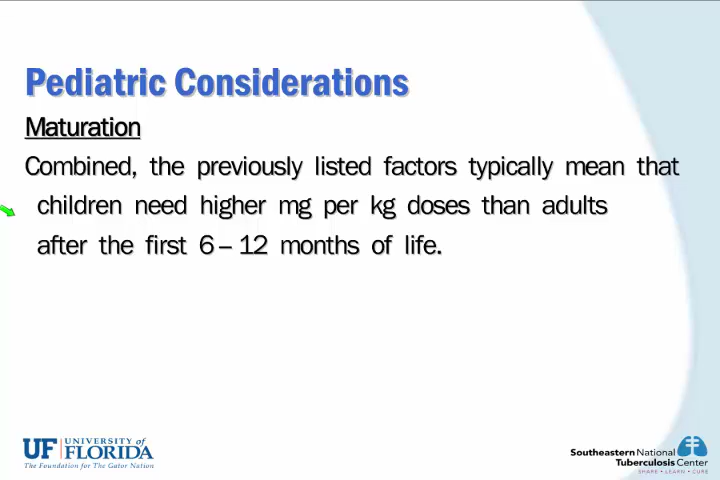 Pediatric Considerations
Maturation
Combined, the previously listed factors typically mean that
children need higher mg per kg doses than adults
after the first 6 – 12 months of life.
UF UNIVERSITY of
FLORIDA
The Foundation for The Gator Nation
Southeastern National
Tuberculosis Center
SHARE • LEARN • CURE